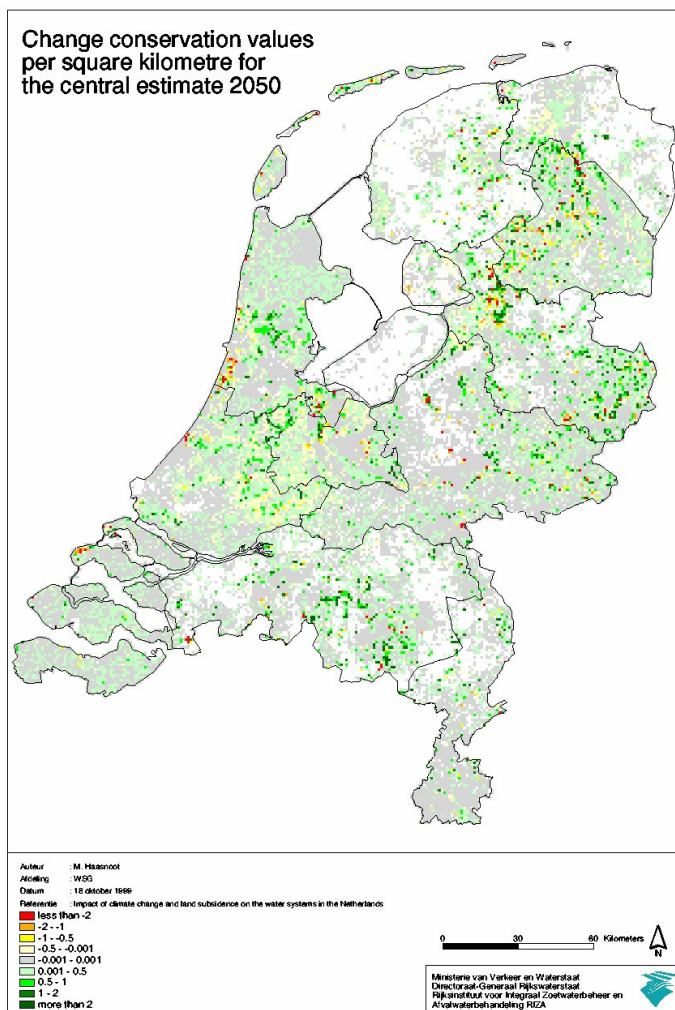 Change conservation values
per square kilometre for
the central estimate 2050
Auteur : M. Haasnoot
Afdeling : WSG
Datum : 18 oktober 1999
Referentie : Impact of climate change and land subsidence on the water systems in the Netherlands
less than -2
-2 - -1
-1 - -0.5
-0.5 - -0.001
-0.001 - 0.001
0.001 - 0.5
0.5 - 1
1 - 2
more than 2
0 30 60 Kilometers
N
Ministerie van Verkeer en Waterstaat
Directoraat-Generaal Rijkswaterstaat
Rijksinstituut voor Integraal Zoetwaterbeheer en
Afvalwaterbehandeling RIZA